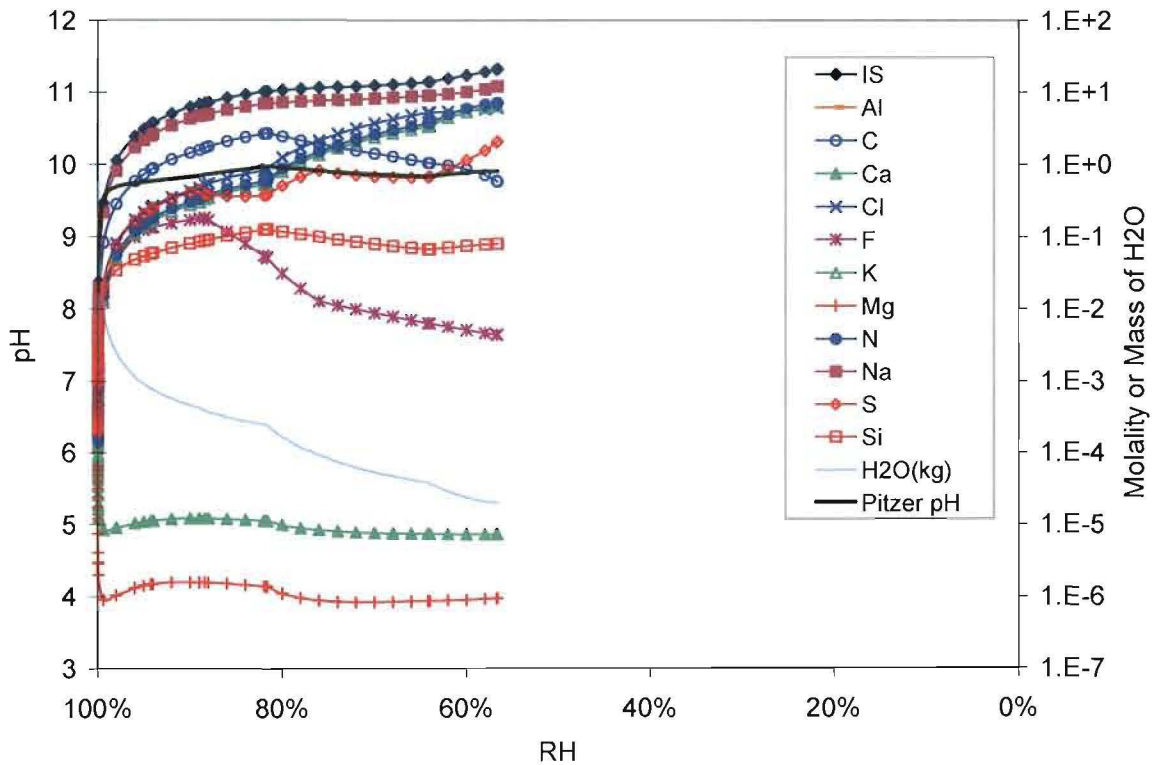 12
11
10
9
8
7
6
5
4
3
pH
1.E+2
1.E+1
1.E+0
1.E-1
1.E-2
1.E-3
1.E-4
1.E-5
1.E-6
1.E-7
Molality or Mass of H2O
IS
Al
C
Ca
Cl
F
K
Mg
N
Na
S
Si
H2O(kg)
Pitzer pH
100%
80%
60%
40%
20%
0%
RH